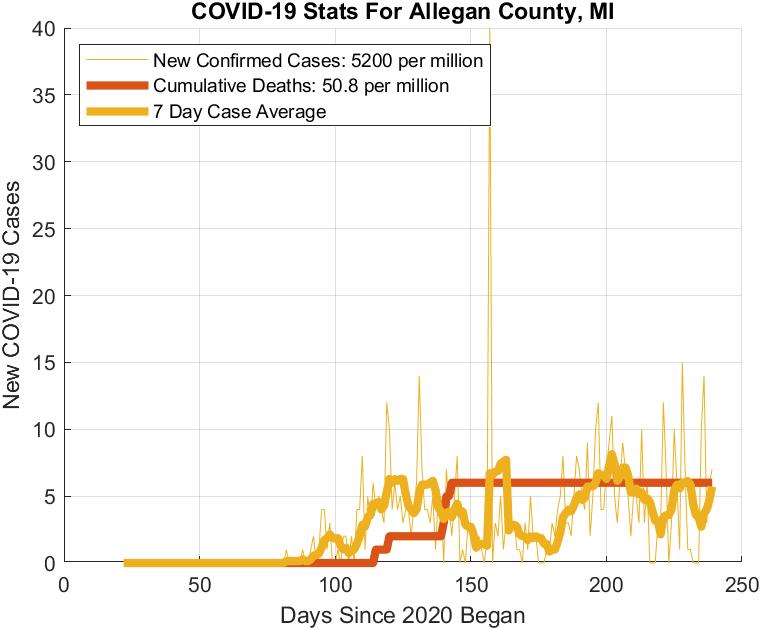 COVID-19 Stats For Allegan County, MI
New Confirmed Cases: 5200 per million
Cumulative Deaths: 50.8 per million
7 Day Case Average
New COVID-19 Cases
40
35
30
25
20
15
10
5
0
0 50 100 150 200 250
Days Since 2020 Began